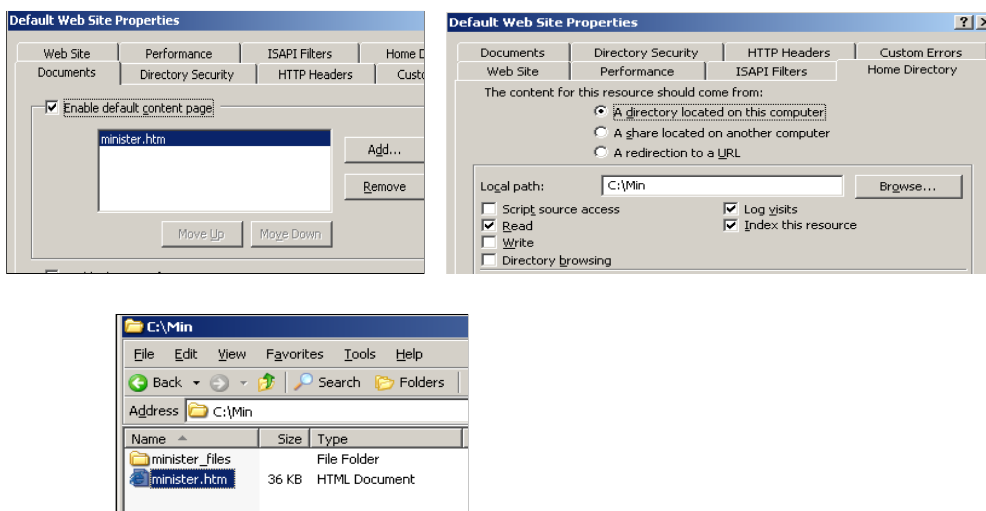 Default Web Site Properties
Web Site Performance ISAPI Filters Home D
Documents Directory Security HTTP Headers Custo
Enable default content page
minister.htm
Add...
Remove
Move Up Move Down
Default Web Site Properties
Documents Directory Security HTTP Headers Custom Errors
Web Site Performance ISAPI Filters Home Directory
The content for this resource should come from:
A directory located on this computer
A share located on another computer
A redirection to a URL
Local path: C:\Min Browse...
Script source access Log visits
Read Index this resource
Write
Directory browsing
C:\Min
File Edit View Favorites Tools Help
Back Search Folders
Address C:\Min
Name Size Type
minister_files File Folder
minister.htm 36 KB HTML Document